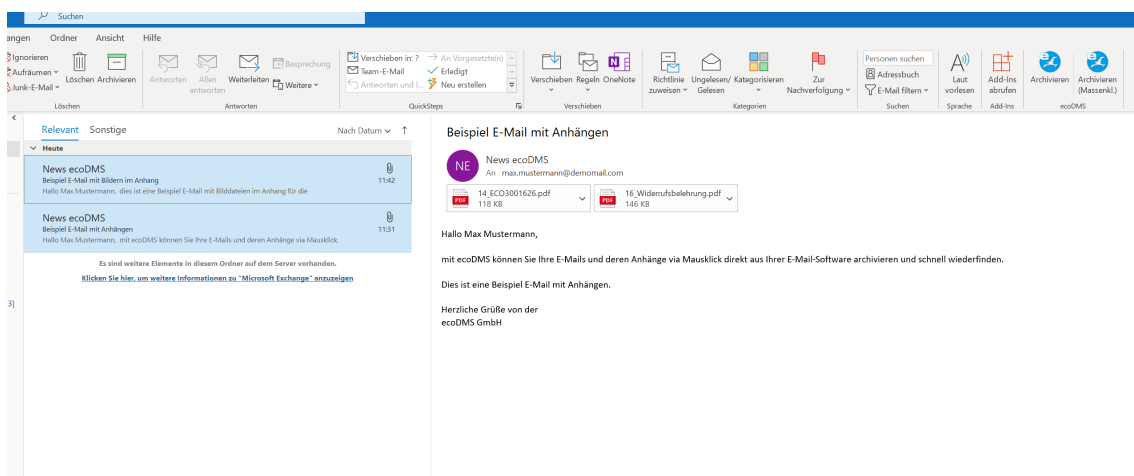 Suchen
angen Ordner Ansicht Hilfe
Ignorieren
Aufräumen
Junk-E-Mail
Löschen Archivieren
Löschen
Antworten Allen antworten Weiterleiten
Besprechung
Weitere
Antworten
Verschieben in: ? An Vorgesetzte(n)
Team-E-Mail Erledigt
Antworten und l... Neu erstellen
QuickSteps
Verschieben Regeln OneNote
Verschieben
Richtlinie zuweisen Ungelesen/ Gelesen Kategorisieren Zur Nachverfolgung
Kategorien
Personen suchen
Adressbuch
E-Mail filtern
Suchen
Laut vorlesen
Sprache
Add-Ins abrufen
Add-Ins
Archivieren Archivieren (Massenkl.)
ecoDMS
Relevant Sonstige Nach Datum
Heute
News ecoDMS
Beispiel E-Mail mit Bildern im Anhang 11:42
Hallo Max Mustermann, dies ist eine Beispiel E-Mail mit Bilddateien im Anhang für die
News ecoDMS
Beispiel E-Mail mit Anhängen 11:31
Hallo Max Mustermann, mit ecoDMS können Sie Ihre E-Mails und deren Anhänge via Mausklick
Es sind weitere Elemente in diesem Ordner auf dem Server vorhanden.
Klicken Sie hier, um weitere Informationen zu "Microsoft Exchange" anzuzeigen
3]
Beispiel E-Mail mit Anhängen
NE
News ecoDMS
An max.mustermann@demomail.com
PDF
14_ECO3001626.pdf
118 KB
PDF
16_Widerrufsbelehrung.pdf
146 KB
Hallo Max Mustermann,
mit ecoDMS können Sie Ihre E-Mails und deren Anhänge via Mausklick direkt aus Ihrer E-Mail-Software archivieren und schnell wiederfinden.
Dies ist eine Beispiel E-Mail mit Anhängen.
Herzliche Grüße von der
ecoDMS GmbH